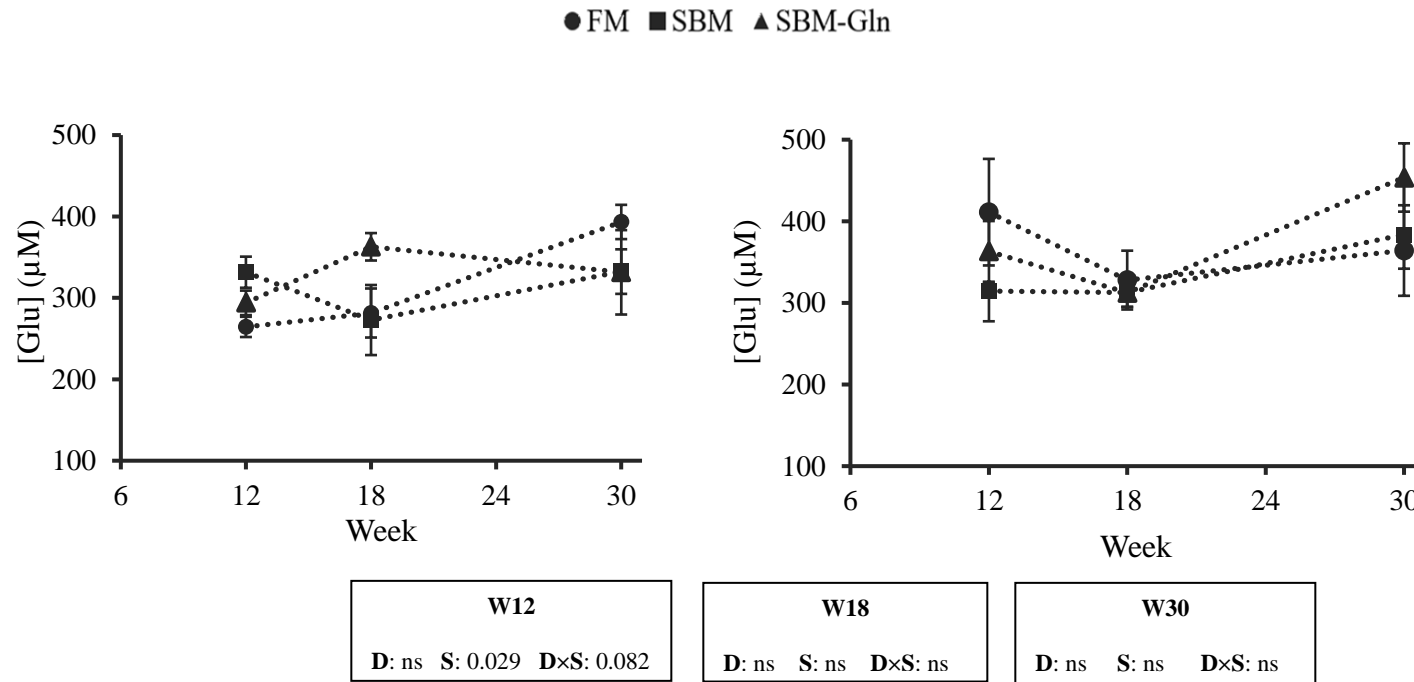 FM SBM SBM-Gln
500
400
300
200
100
[Glu] (µM)
6 12 18 24 30
Week
500
400
300
200
100
[Glu] (µM)
6 12 18 24 30
Week
W12
D: ns S: 0.029 D×S: 0.082
W18
D: ns S: ns D×S: ns
W30
D: ns S: ns D×S: ns